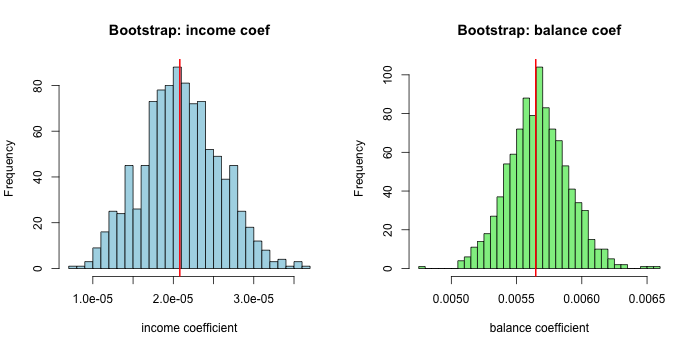 Bootstrap: income coef
Frequency
0
20
40
60
80
1.0e-05
2.0e-05
3.0e-05
income coefficient
Bootstrap: balance coef
Frequency
0
20
40
60
80
100
0.0050
0.0055
0.0060
0.0065
balance coefficient